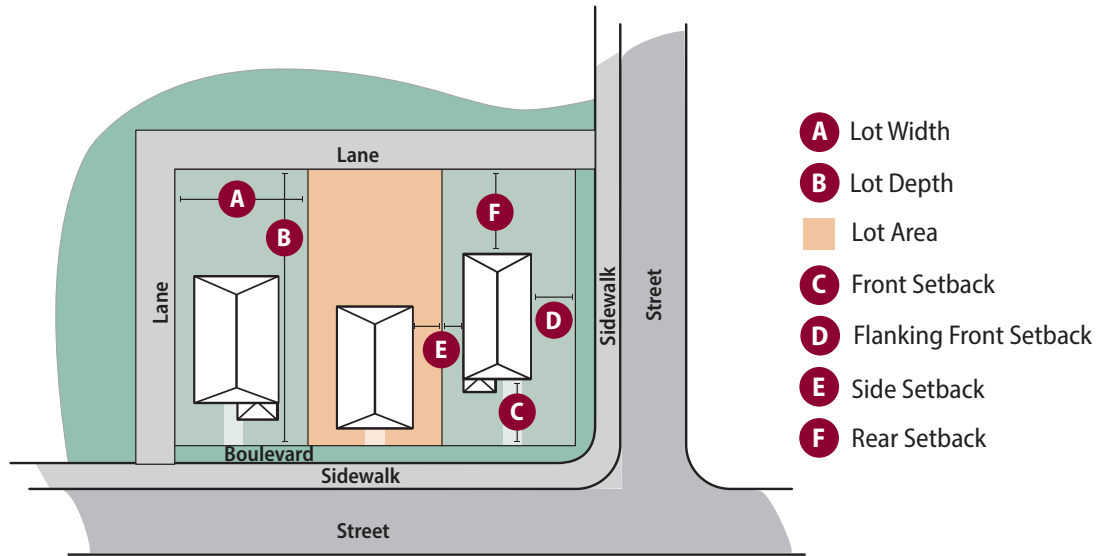 Lane
Lane
A
B
F
D
E
C
Sidewalk
Street
Boulevard
Sidewalk
Street
A Lot Width
B Lot Depth
Lot Area
C Front Setback
D Flanking Front Setback
E Side Setback
F Rear Setback